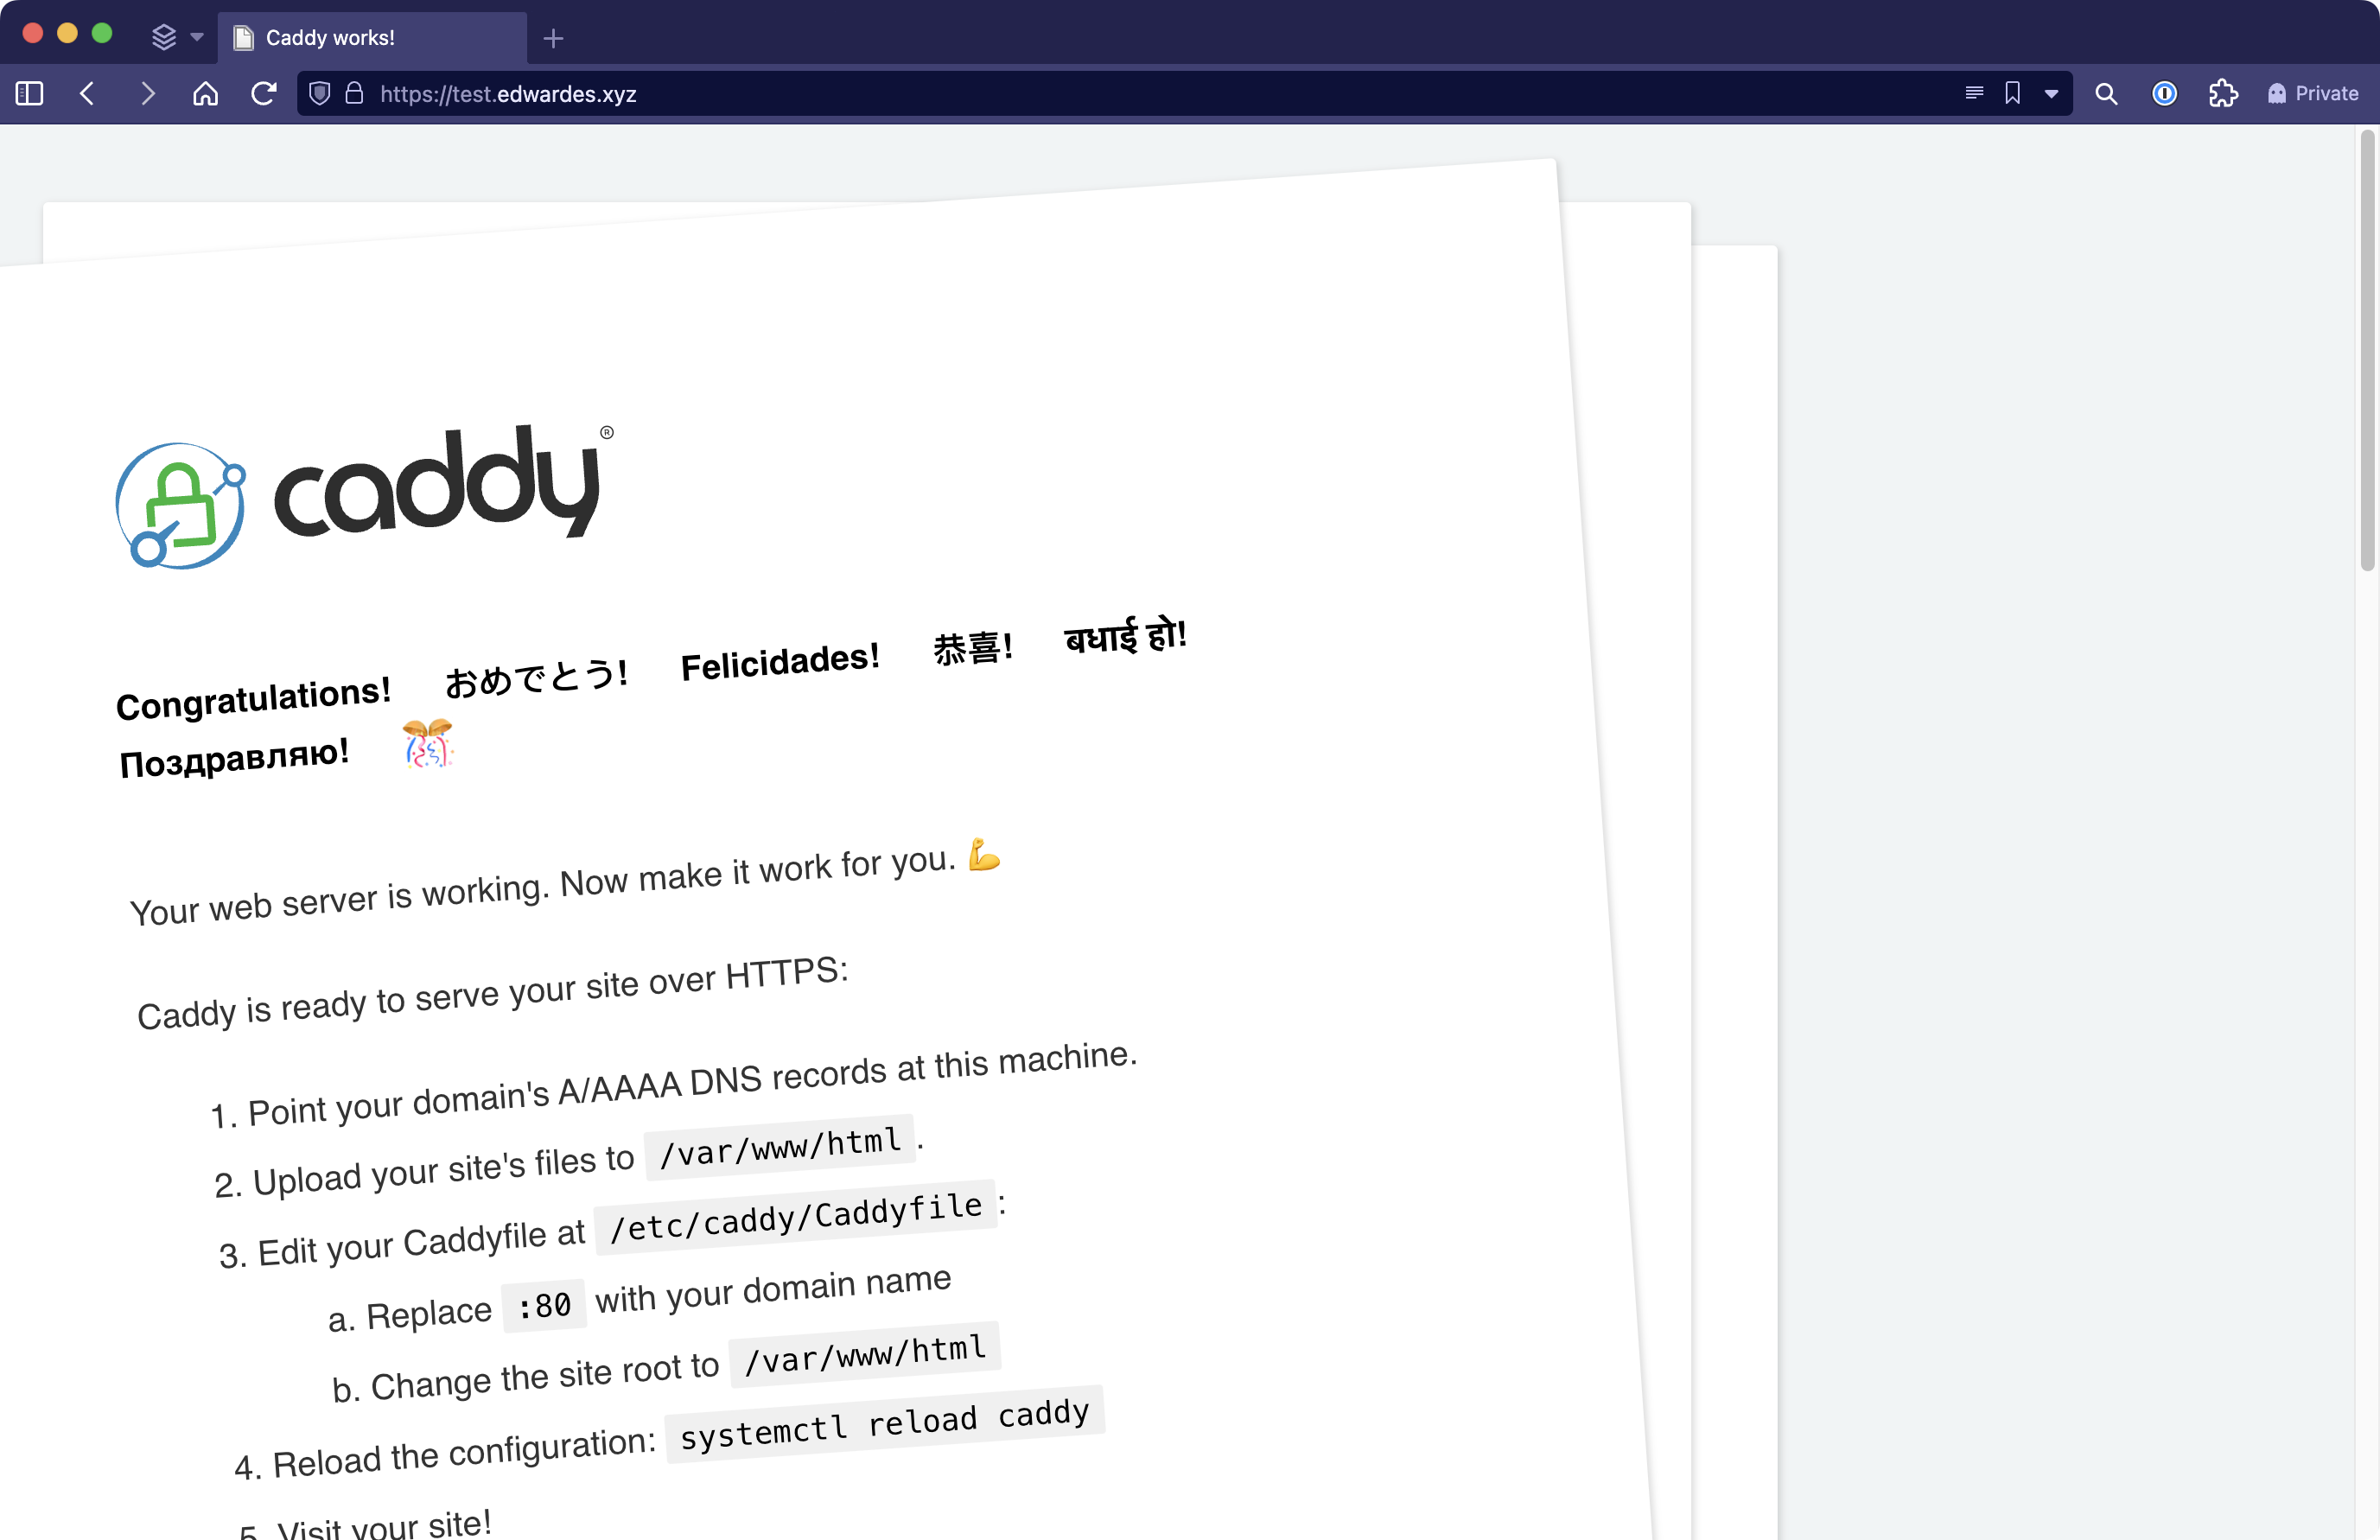 Caddy works!
https://test.edwardes.xyz
Private
caddy®
Congratulations! おめでとう! Felicidades! 恭喜! बधाई हो!
Поздравляю! 🎊
Your web server is working. Now make it work for you. 💪
Caddy is ready to serve your site over HTTPS:
1. Point your domain's A/AAAA DNS records at this machine.
2. Upload your site's files to /var/www/html.
3. Edit your Caddyfile at /etc/caddy/Caddyfile:
a. Replace :80 with your domain name
b. Change the site root to /var/www/html
4. Reload the configuration: systemctl reload caddy
5. Visit your site!